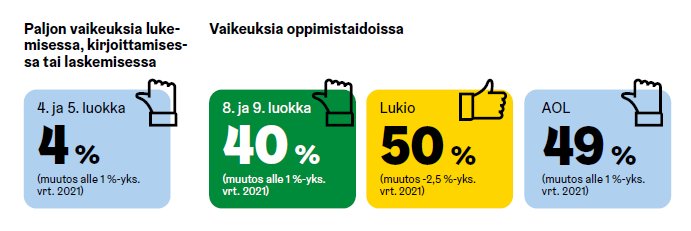 Paljon vaikeuksia luke-
misessa, kirjoittamises-
sa tai laskemisessa
4. ja 5. luokka
4 %
(muutos alle 1 %-yks.
vrt. 2021)
Vaikeuksia oppimistaidoissa
8. ja 9. luokka
40 %
(muutos alle 1 %-yks.
vrt. 2021)
Lukio
50 %
(muutos -2,5 %-yks.
vrt. 2021)
AOL
49 %
(muutos alle 1 %-yks.
vrt. 2021)